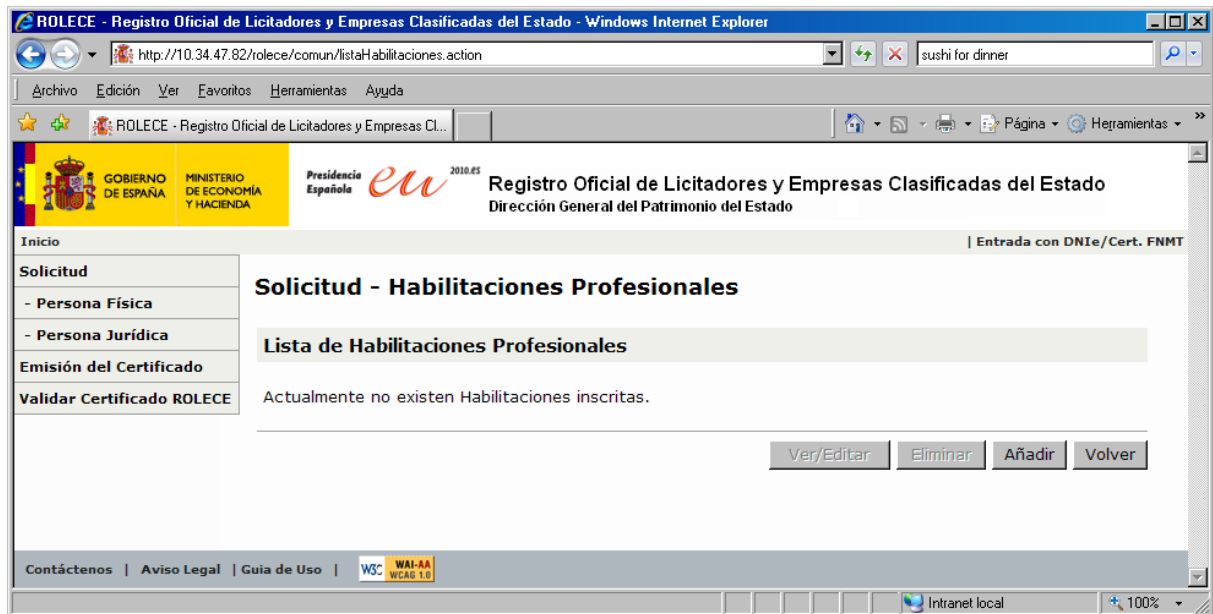 ROLECE - Registro Oficial de Licitadores y Empresas Clasificadas del Estado - Windows Internet Explorer
http://10.34.47.82/rolece/comun/listaHabilitaciones.action
sushi for dinner
Archivo Edición Ver Favoritos Herramientas Ayuda
ROLECE - Registro Oficial de Licitadores y Empresas Cl...
Página Herramientas »
GOBIERNO DE ESPAÑA
MINISTERIO DE ECONOMÍA Y HACIENDA
Presidencia Española eu 2010.es
Registro Oficial de Licitadores y Empresas Clasificadas del Estado
Dirección General del Patrimonio del Estado
Inicio | Entrada con DNIe/Cert. FNMT
Solicitud
- Persona Física
- Persona Jurídica
Emisión del Certificado
Validar Certificado ROLECE
Solicitud - Habilitaciones Profesionales
Lista de Habilitaciones Profesionales
Actualmente no existen Habilitaciones inscritas.
Ver/Editar Eliminar Añadir Volver
Contáctenos | Aviso Legal | Guia de Uso | W3C WAI-AA WCAG 1.0
Intranet local 100%